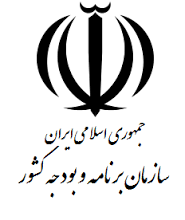 جمهوری اسلامی ایران
سازمان برنامه و بودجه کشور